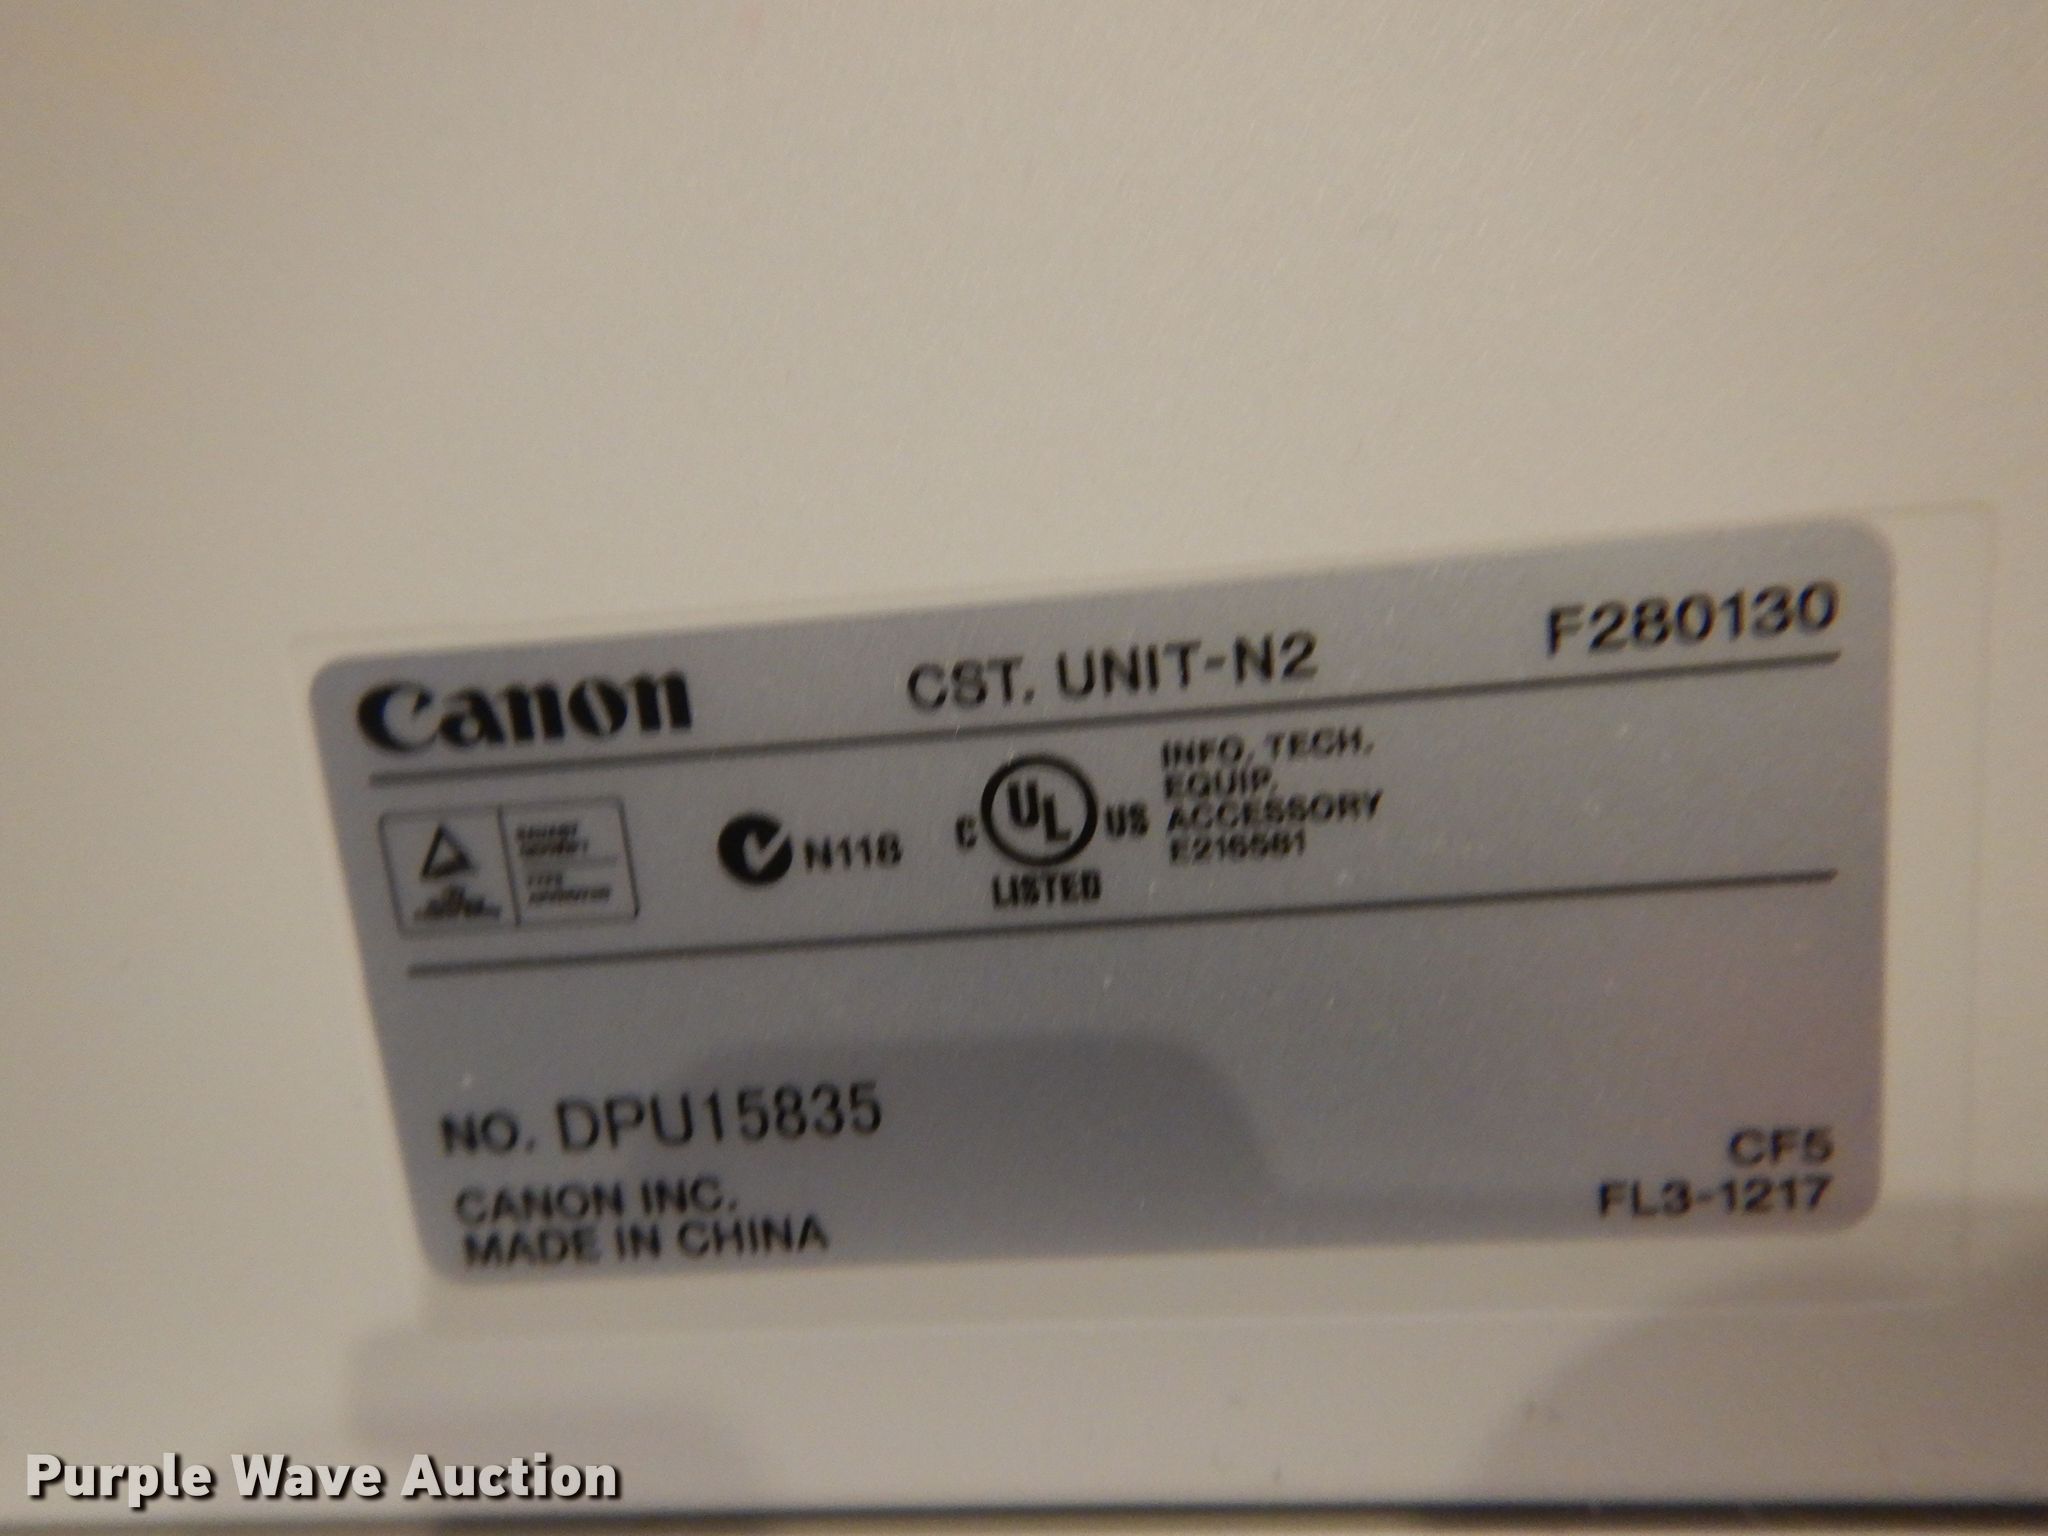 Canon CST. UNIT-N2 F280130
N118
C UL US
LISTED
INFO. TECH.
EQUIP.
ACCESSORY
E216581
NO. DPU15835
CANON INC.
MADE IN CHINA
CF5
FL3-1217
Purple Wave Auction